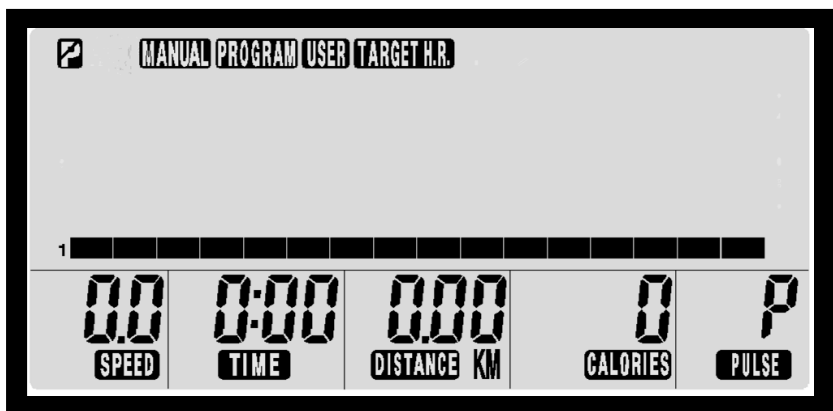 P MANUAL PROGRAM USER TARGET H.R.
1
0.0 0:00 0.00 0 P
SPEED TIME DISTANCE KM CALORIES PULSE